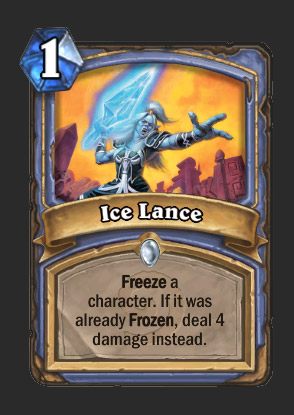 1
Ice Lance
Freeze a
character. If it was
already Frozen, deal 4
damage instead.